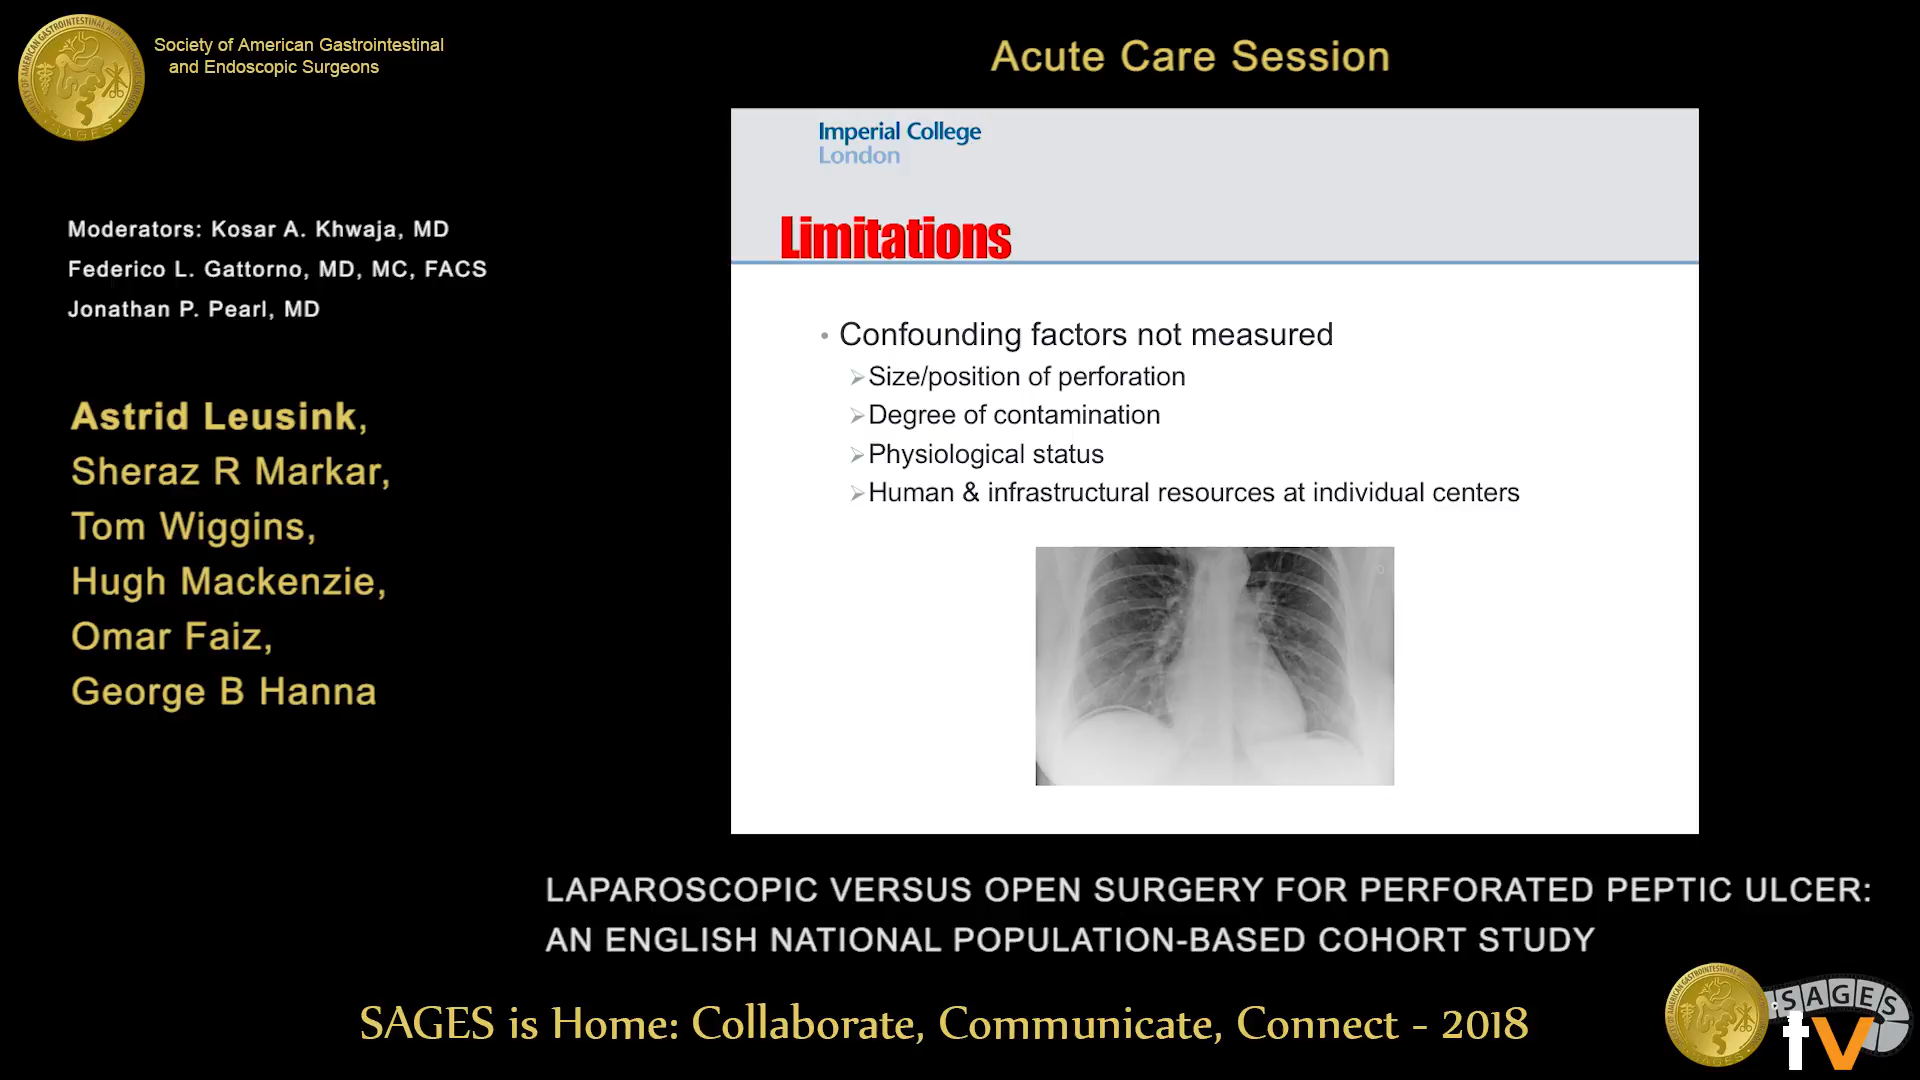 Society of American Gastrointestinal
and Endoscopic Surgeons
Acute Care Session
Imperial College
London
Limitations
Moderators: Kosar A. Khwaja, MD
Federico L. Gattorno, MD, MC, FACS
Jonathan P. Pearl, MD
Astrid Leusink,
Sheraz R Markar,
Tom Wiggins,
Hugh Mackenzie,
Omar Faiz,
George B Hanna
• Confounding factors not measured
➢Size/position of perforation
➢Degree of contamination
➢Physiological status
➢Human & infrastructural resources at individual centers
LAPAROSCOPIC VERSUS OPEN SURGERY FOR PERFORATED PEPTIC ULCER:
AN ENGLISH NATIONAL POPULATION-BASED COHORT STUDY
SAGES is Home: Collaborate, Communicate, Connect - 2018
SAGES
tv
SAGES